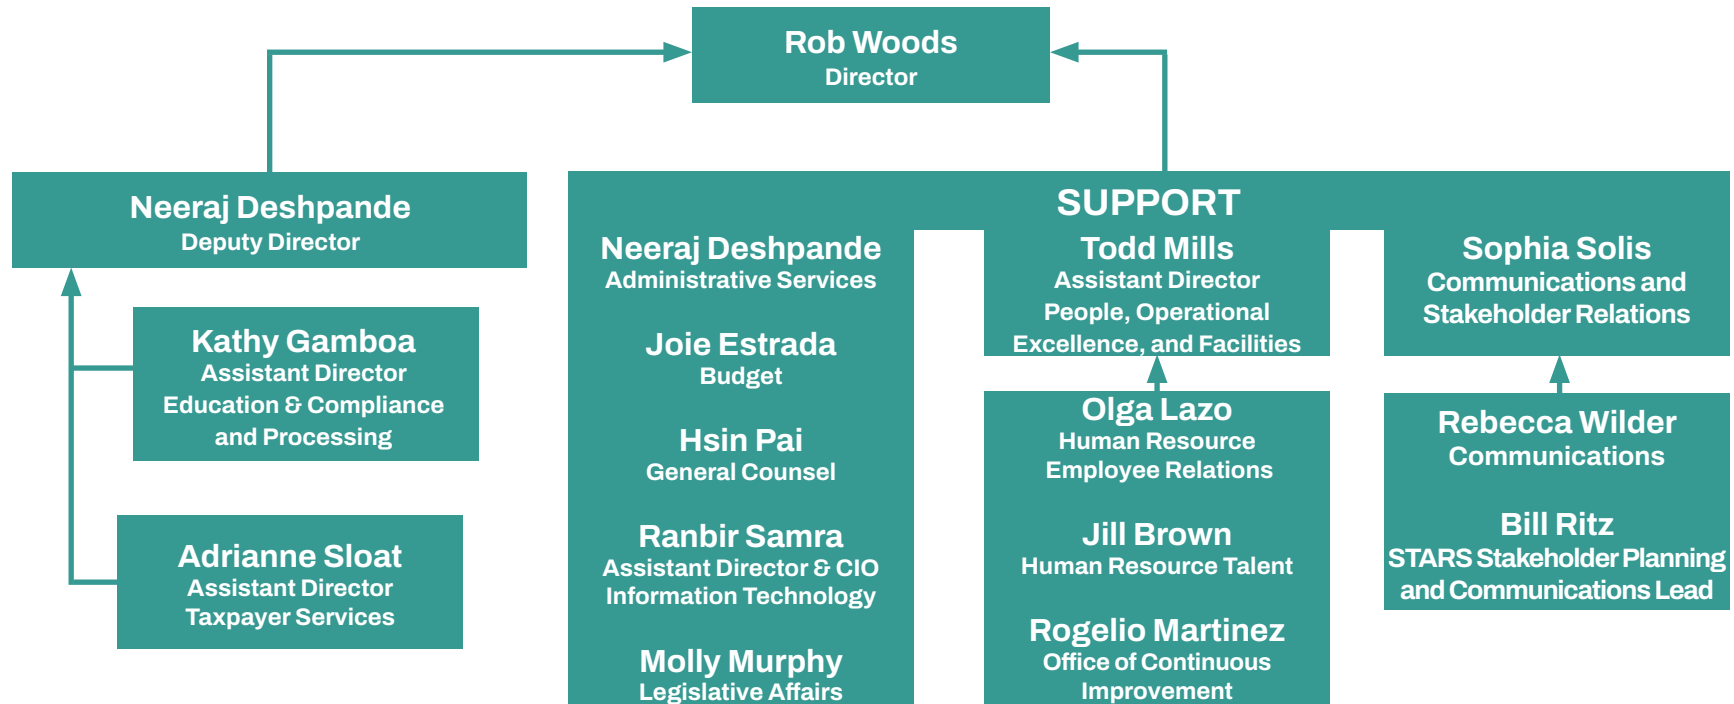 Rob Woods
Director
Neeraj Deshpande
Deputy Director
Kathy Gamboa
Assistant Director
Education & Compliance
and Processing
Adrianne Sloat
Assistant Director
Taxpayer Services
SUPPORT
Neeraj Deshpande
Administrative Services
Joie Estrada
Budget
Hsin Pai
General Counsel
Ranbir Samra
Assistant Director & CIO
Information Technology
Molly Murphy
Legislative Affairs
Todd Mills
Assistant Director
People, Operational
Excellence, and Facilities
Olga Lazo
Human Resource
Employee Relations
Jill Brown
Human Resource Talent
Rogelio Martinez
Office of Continuous
Improvement
Sophia Solis
Communications and
Stakeholder Relations
Rebecca Wilder
Communications
Bill Ritz
STARS Stakeholder Planning
and Communications Lead